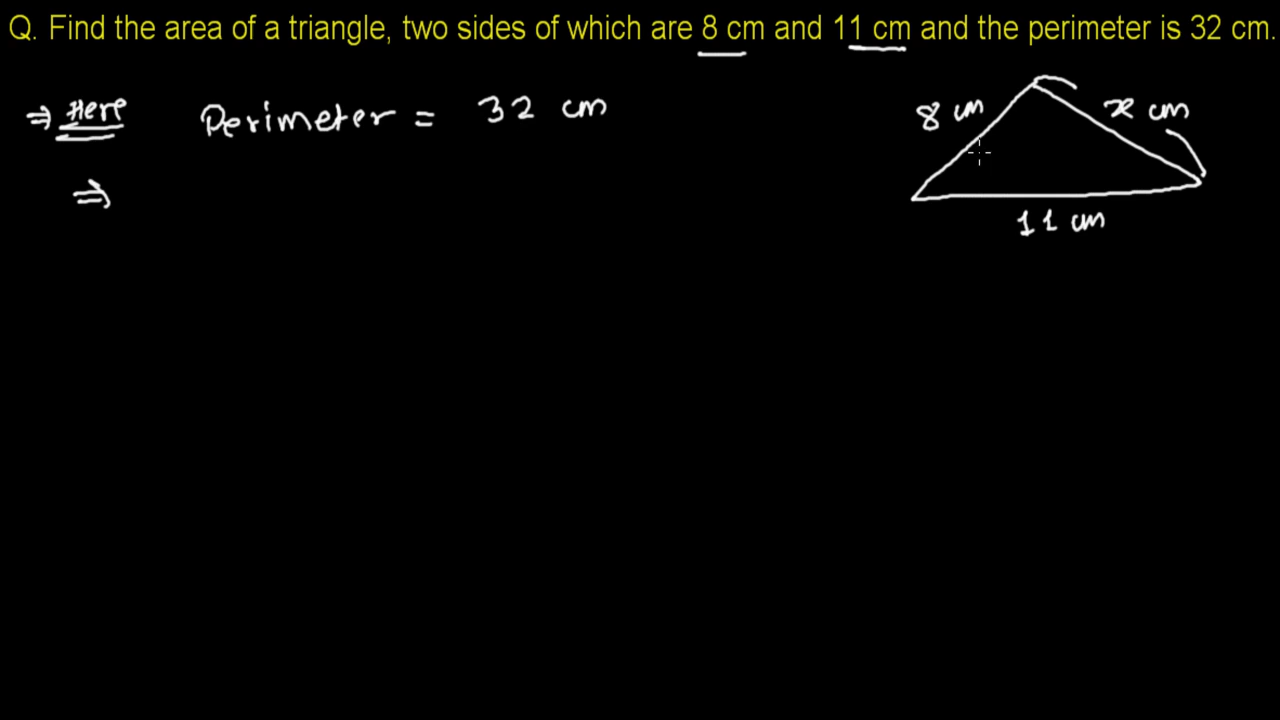 Q. Find the area of a triangle, two sides of which are 8 cm and 11 cm and the perimeter is 32 cm.
⇒ Here Perimeter = 32 cm
⇒
8 cm
x cm
11 cm